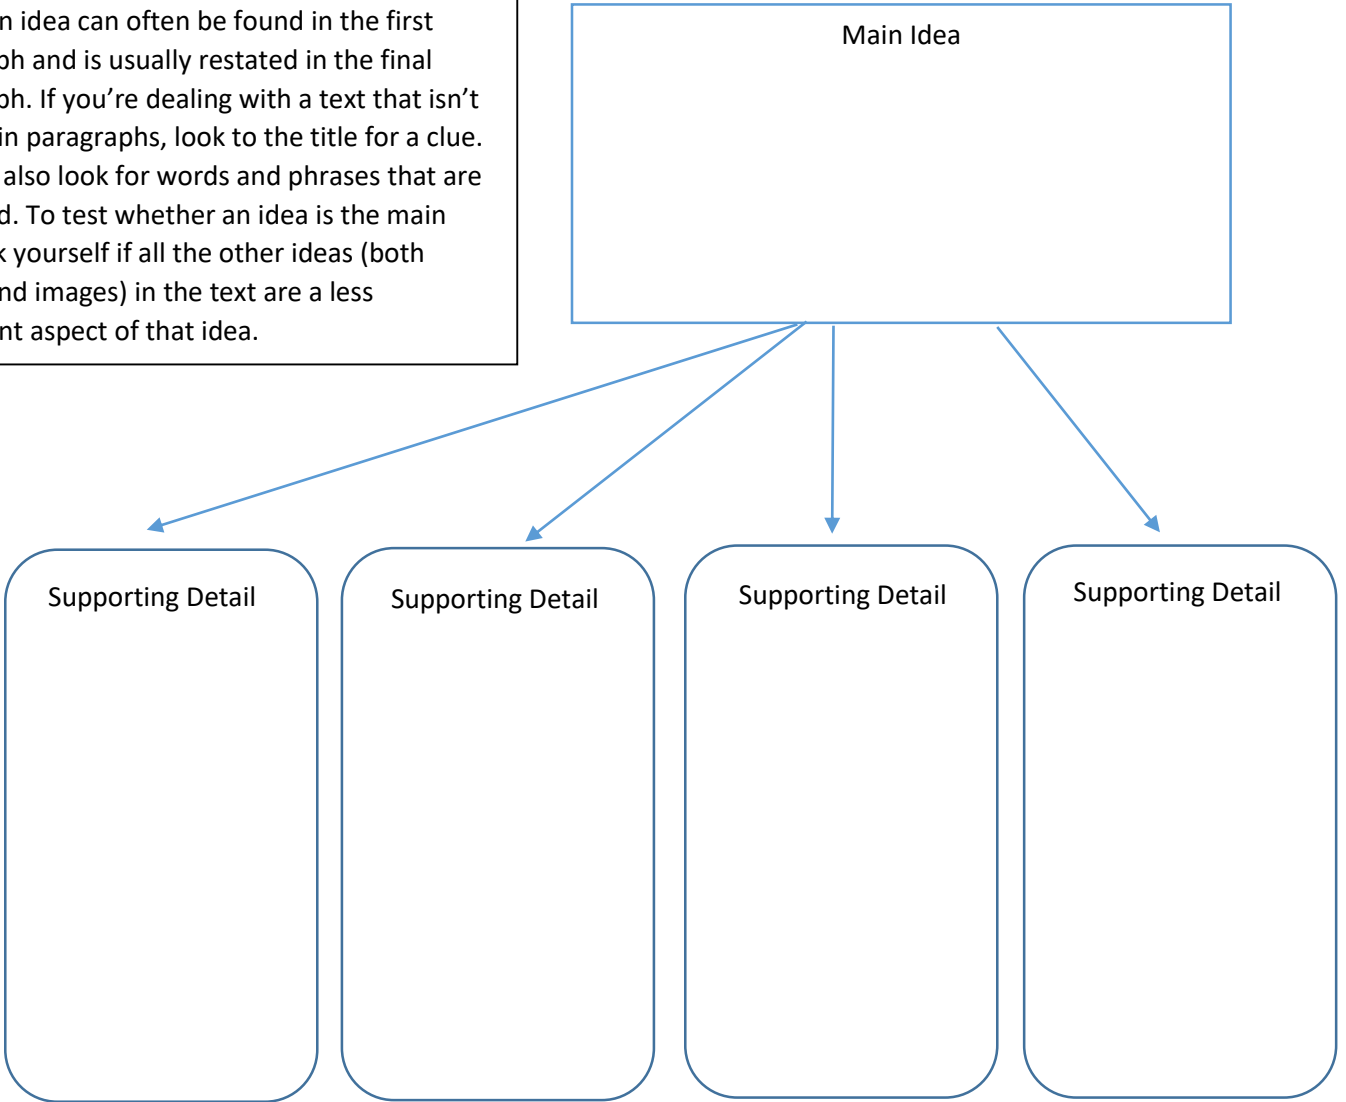 n idea can often be found in the first
ph and is usually restated in the final
ph. If you’re dealing with a text that isn’t
in paragraphs, look to the title for a clue.
also look for words and phrases that are
d. To test whether an idea is the main
k yourself if all the other ideas (both
nd images) in the text are a less
nt aspect of that idea.
Main Idea
Supporting Detail
Supporting Detail
Supporting Detail
Supporting Detail